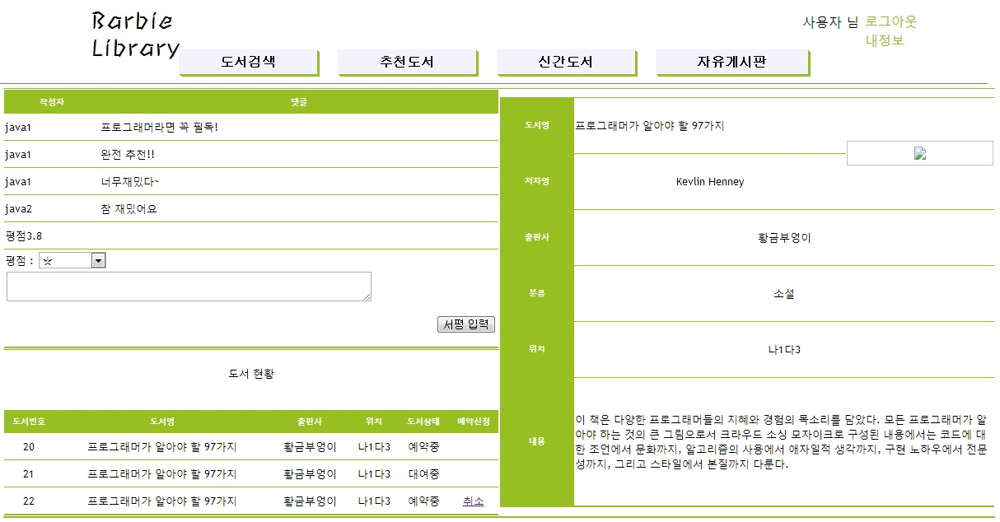 Barbie
Library
사용자 님 로그아웃
내정보
도서검색 추천도서 신간도서 자유게시판
작성자 댓글
java1 프로그래머라면 꼭 필독!
java1 완전 추천!!
java1 너무재밌다~
java2 참 재밌어요
평점3.8
평점 : ☆
서평 입력
도서 현황
도서번호 도서명 출판사 위치 도서상태 예약신청
20 프로그래머가 알아야 할 97가지 황금부엉이 나1다3 예약중
21 프로그래머가 알아야 할 97가지 황금부엉이 나1다3 대여중
22 프로그래머가 알아야 할 97가지 황금부엉이 나1다3 예약중 취소
도서명 프로그래머가 알아야 할 97가지
저자명 Kevlin Henney
출판사 황금부엉이
분류 소설
위치 나1다3
내용
이 책은 다양한 프로그래머들의 지혜와 경험의 목소리를 담았다. 모든 프로그래머가 알
아야 하는 것의 큰 그림으로서 크라우드 소싱 모자이크로 구성된 내용에서는 코드에 대
한 조언에서 문화까지, 알고리즘의 사용에서 애자일적 생각까지, 구현 노하우에서 전문
성까지, 그리고 스타일에서 본질까지 다룬다.